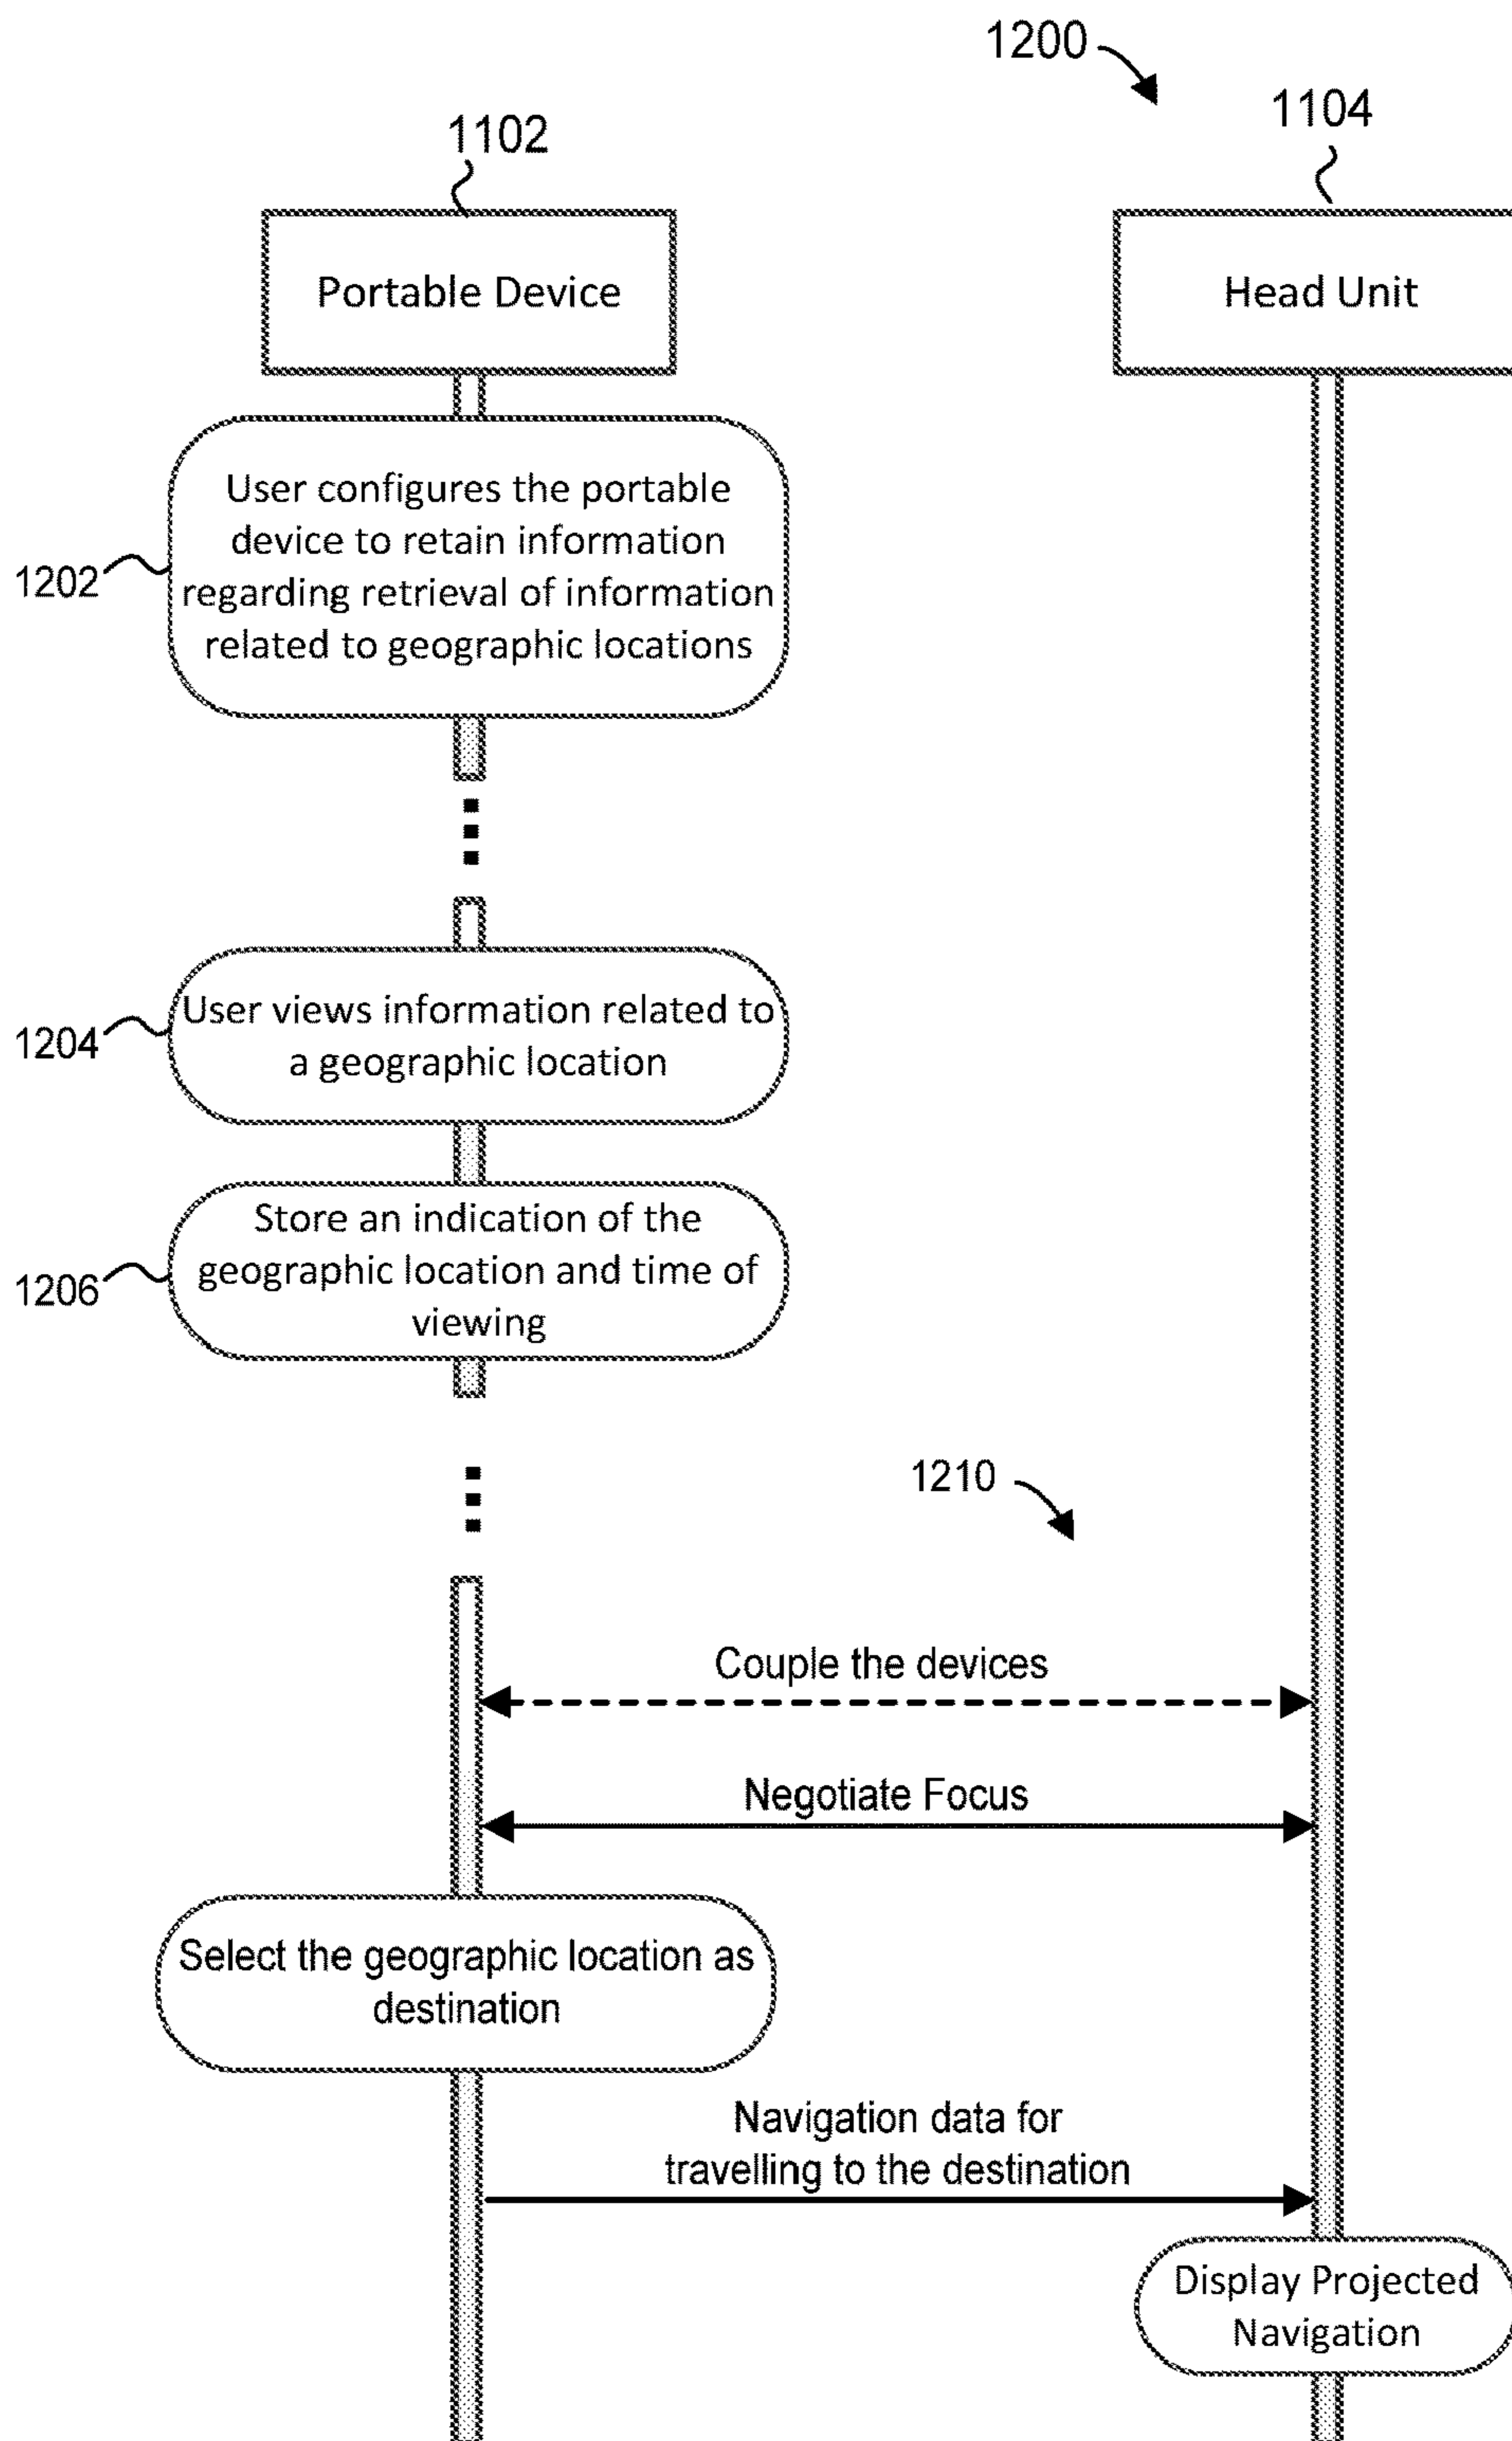 1200
1102
1104
Portable Device
Head Unit
User configures the portable
device to retain information
regarding retrieval of information
related to geographic locations
1202
User views information related to
a geographic location
1204
Store an indication of the
geographic location and time of
viewing
1206
1210
Couple the devices
Negotiate Focus
Select the geographic location as
destination
Navigation data for
travelling to the destination
Display Projected
Navigation